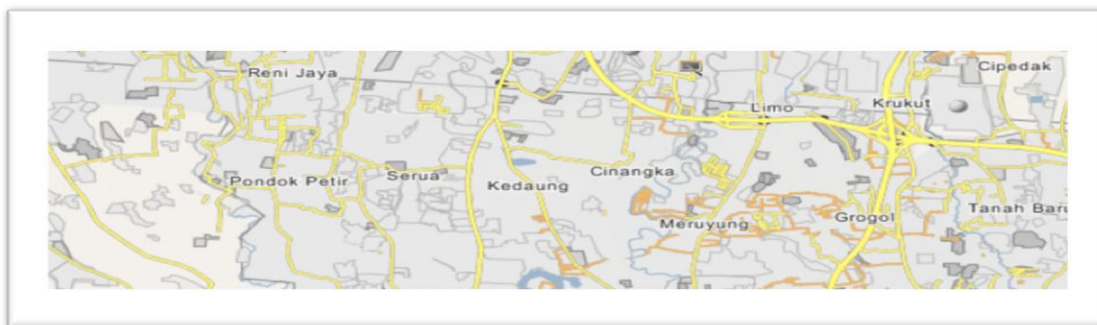 Reni Jaya
Cipedak
Limo
Krukut
Cinangka
Serua
Pondok Petir
Kedaung
Tanah Baru
Grogol
Meruyung